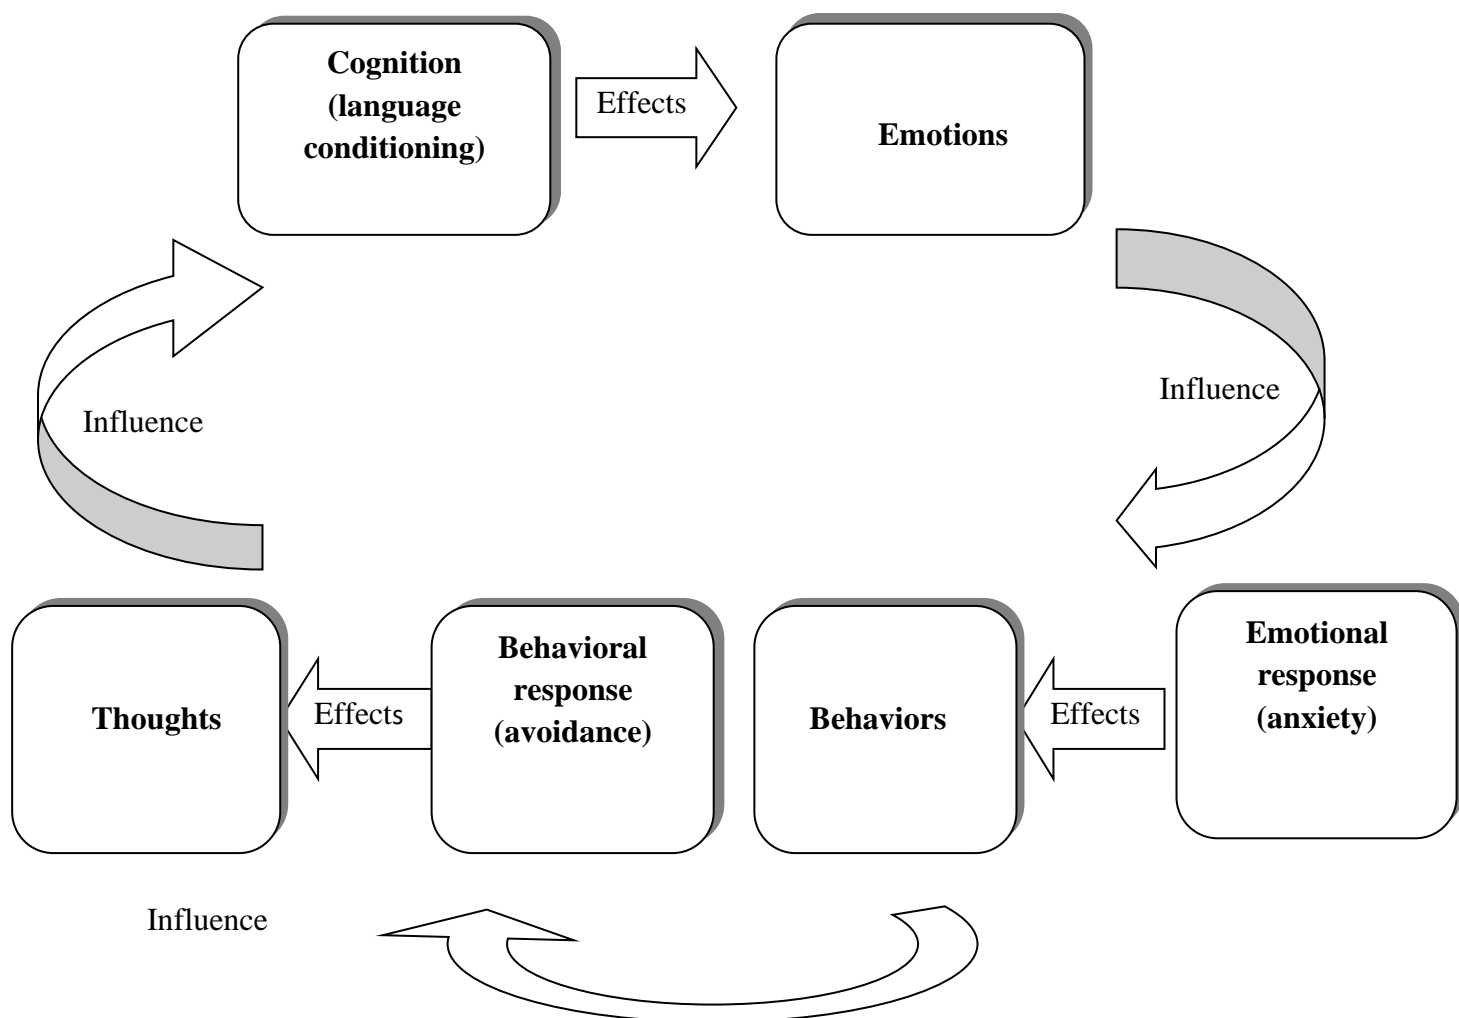 Cognition
(language
conditioning)
Effects
Emotions
Influence
Influence
Thoughts
Effects
Behavioral
response
(avoidance)
Behaviors
Effects
Emotional
response
(anxiety)
Influence